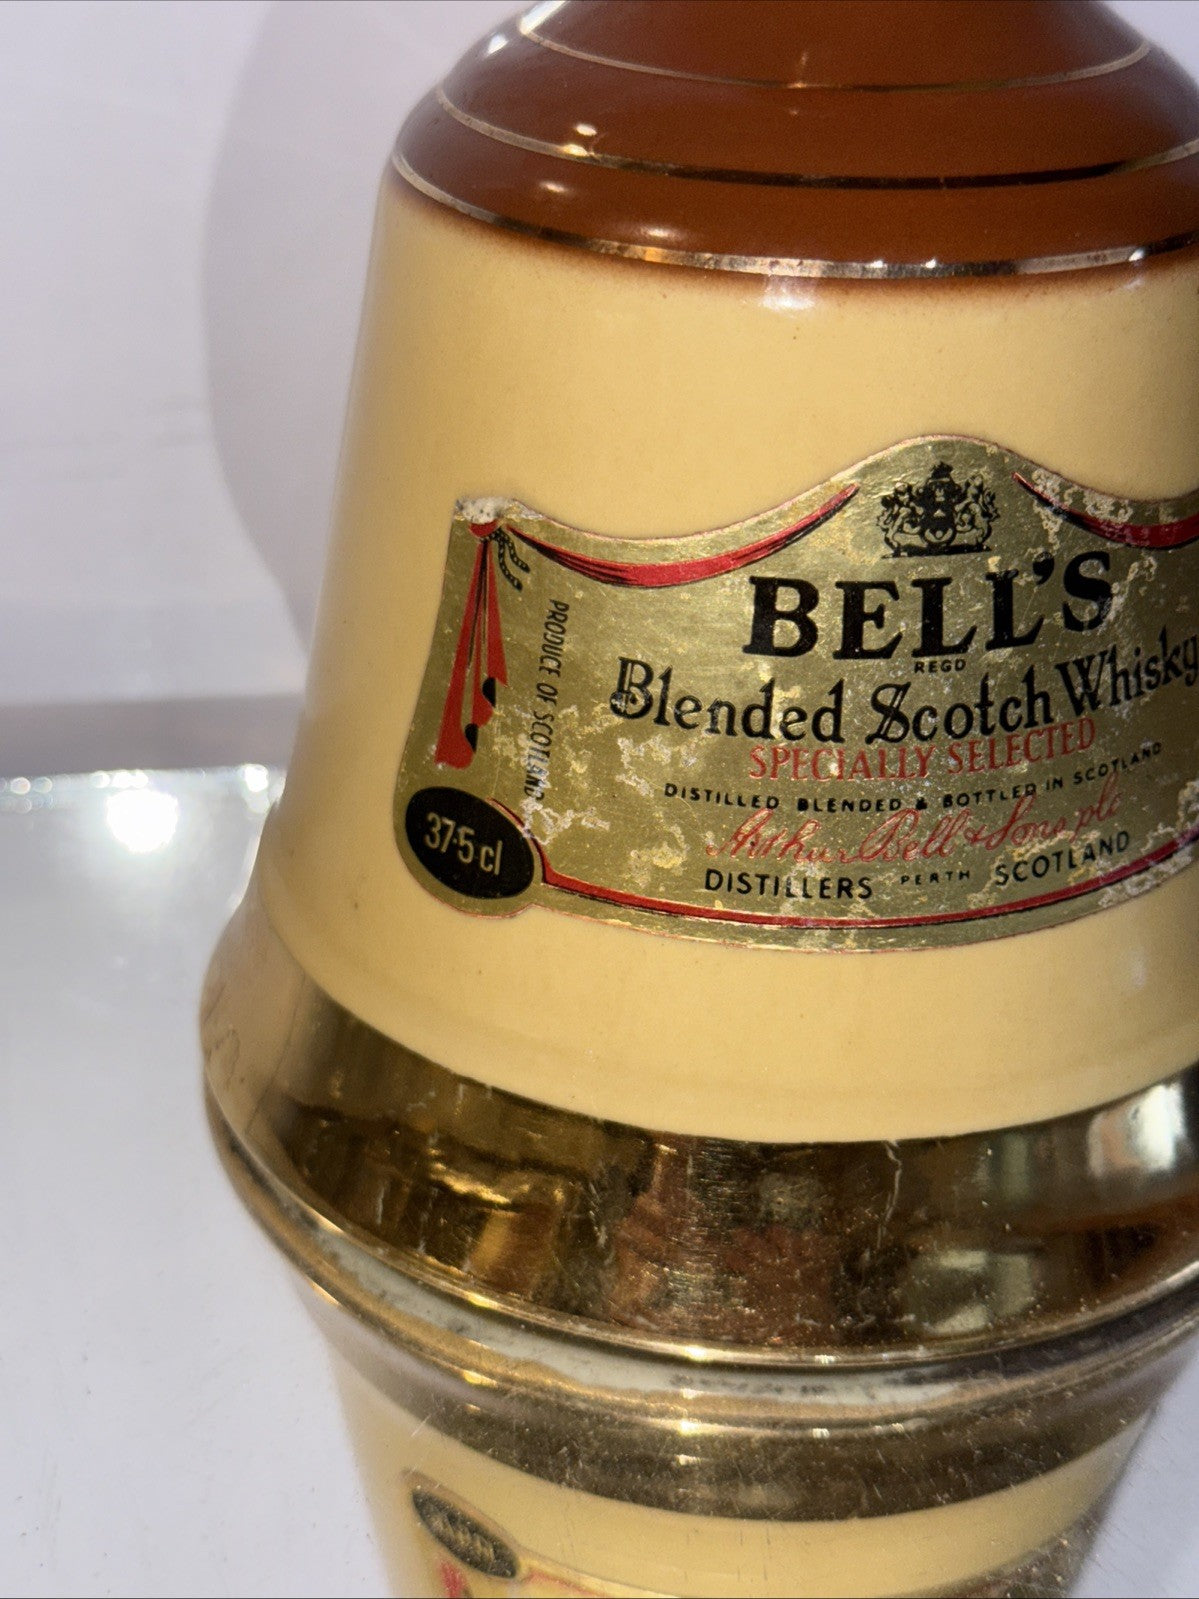 BELL'S
REGD
Blended Scotch Whisky
SPECIALLY SELECTED
DISTILLED BLENDED & BOTTLED IN SCOTLAND
Arthur Bell & Sons plc
DISTILLERS PERTH SCOTLAND
PRODUCE OF SCOTLAND
37·5 cl